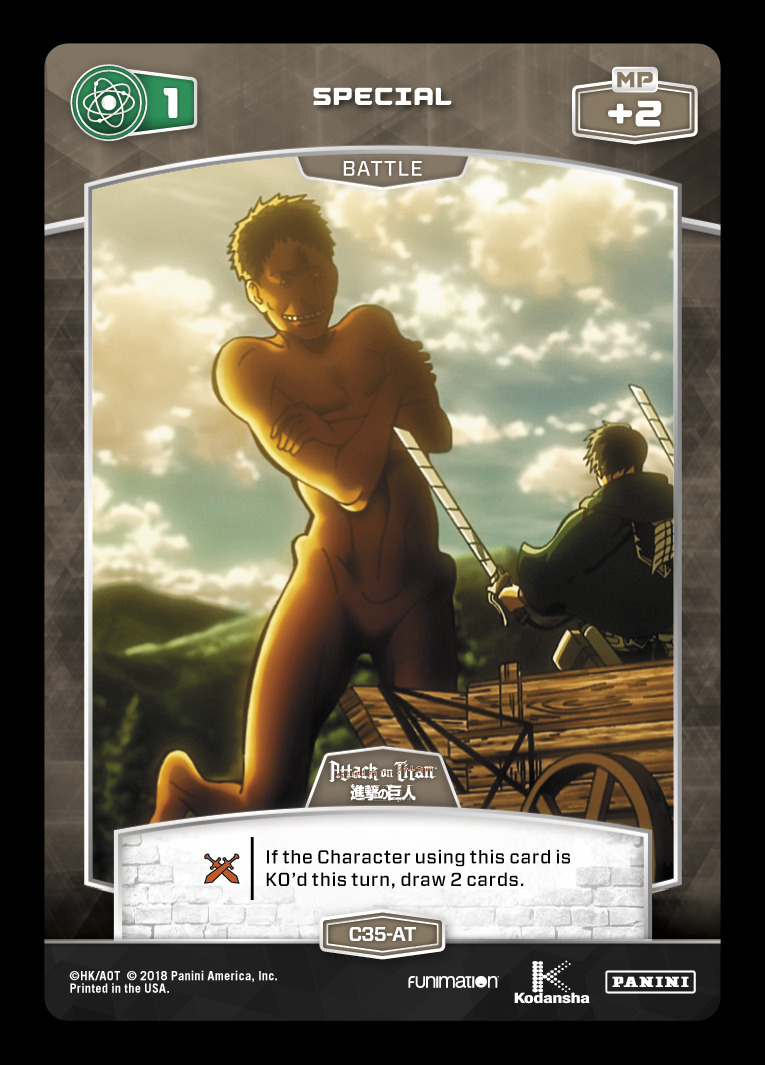 1
SPECIAL
MP
+2
BATTLE
Attack on Titan
進撃の巨人
If the Character using this card is
KO'd this turn, draw 2 cards.
C35-AT
©HK/AOT © 2018 Panini America, Inc.
Printed in the USA.
FUNIMATION
K
Kodansha
PANINI